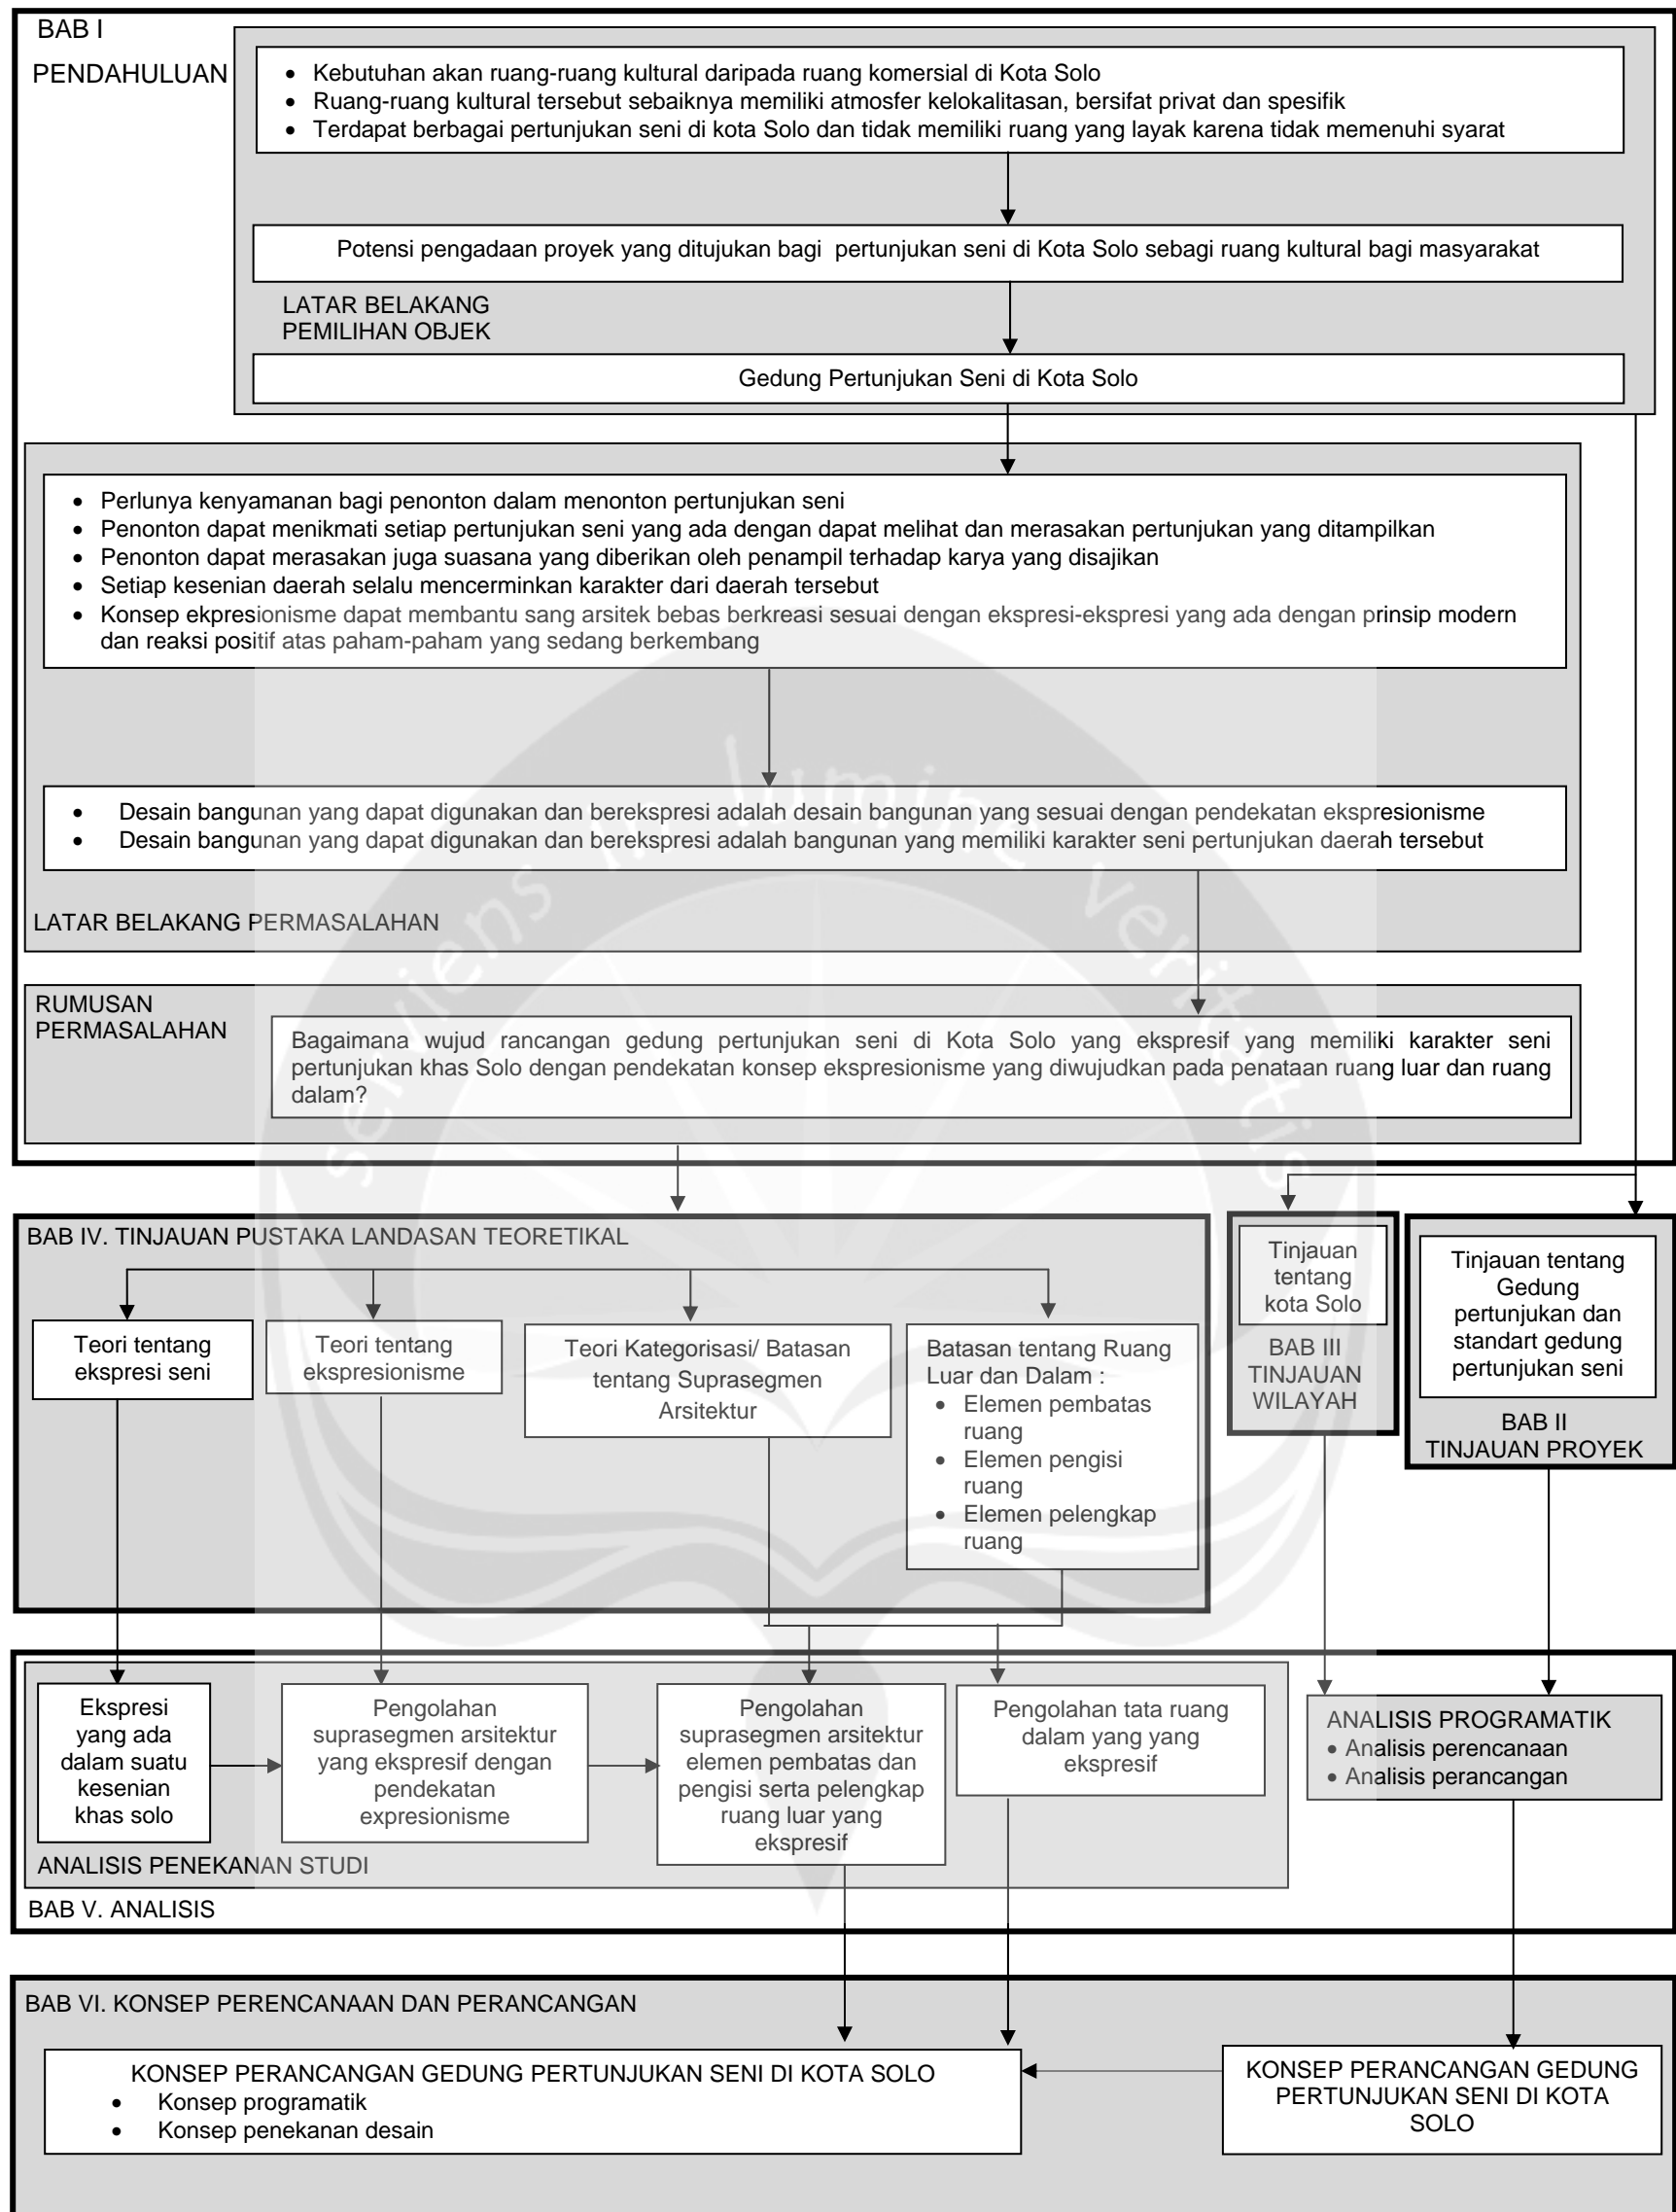 BAB I
PENDAHULUAN
• Kebutuhan akan ruang-ruang kultural daripada ruang komersial di Kota Solo
• Ruang-ruang kultural tersebut sebaiknya memiliki atmosfer kelokalitasan, bersifat privat dan spesifik
• Terdapat berbagai pertunjukan seni di kota Solo dan tidak memiliki ruang yang layak karena tidak memenuhi syarat
Potensi pengadaan proyek yang ditujukan bagi pertunjukan seni di Kota Solo sebagi ruang kultural bagi masyarakat
LATAR BELAKANG
PEMILIHAN OBJEK
Gedung Pertunjukan Seni di Kota Solo
• Perlunya kenyamanan bagi penonton dalam menonton pertunjukan seni
• Penonton dapat menikmati setiap pertunjukan seni yang ada dengan dapat melihat dan merasakan pertunjukan yang ditampilkan
• Penonton dapat merasakan juga suasana yang diberikan oleh penampil terhadap karya yang disajikan
• Setiap kesenian daerah selalu mencerminkan karakter dari daerah tersebut
• Konsep ekpresionisme dapat membantu sang arsitek bebas berkreasi sesuai dengan ekspresi-ekspresi yang ada dengan prinsip modern
dan reaksi positif atas paham-paham yang sedang berkembang
• Desain bangunan yang dapat digunakan dan berekspresi adalah desain bangunan yang sesuai dengan pendekatan ekspresionisme
• Desain bangunan yang dapat digunakan dan berekspresi adalah bangunan yang memiliki karakter seni pertunjukan daerah tersebut
LATAR BELAKANG PERMASALAHAN
RUMUSAN
PERMASALAHAN
Bagaimana wujud rancangan gedung pertunjukan seni di Kota Solo yang ekspresif yang memiliki karakter seni
pertunjukan khas Solo dengan pendekatan konsep ekspresionisme yang diwujudkan pada penataan ruang luar dan ruang
dalam?
serviens in lumine veritatis
BAB IV. TINJAUAN PUSTAKA LANDASAN TEORETIKAL
Teori tentang
ekspresi seni
Teori tentang
ekspresionisme
Teori Kategorisasi/ Batasan
tentang Suprasegmen
Arsitektur
Batasan tentang Ruang
Luar dan Dalam :
• Elemen pembatas
ruang
• Elemen pengisi
ruang
• Elemen pelengkap
ruang
Tinjauan
tentang
kota Solo
BAB III
TINJAUAN
WILAYAH
Tinjauan tentang
Gedung
pertunjukan dan
standart gedung
pertunjukan seni
BAB II
TINJAUAN PROYEK
Ekspresi
yang ada
dalam suatu
kesenian
khas solo
Pengolahan
suprasegmen arsitektur
yang ekspresif dengan
pendekatan
expresionisme
Pengolahan
suprasegmen arsitektur
elemen pembatas dan
pengisi serta pelengkap
ruang luar yang
ekspresif
Pengolahan tata ruang
dalam yang yang
ekspresif
ANALISIS PROGRAMATIK
• Analisis perencanaan
• Analisis perancangan
ANALISIS PENEKANAN STUDI
BAB V. ANALISIS
BAB VI. KONSEP PERENCANAAN DAN PERANCANGAN
KONSEP PERANCANGAN GEDUNG PERTUNJUKAN SENI DI KOTA SOLO
• Konsep programatik
• Konsep penekanan desain
KONSEP PERANCANGAN GEDUNG
PERTUNJUKAN SENI DI KOTA
SOLO